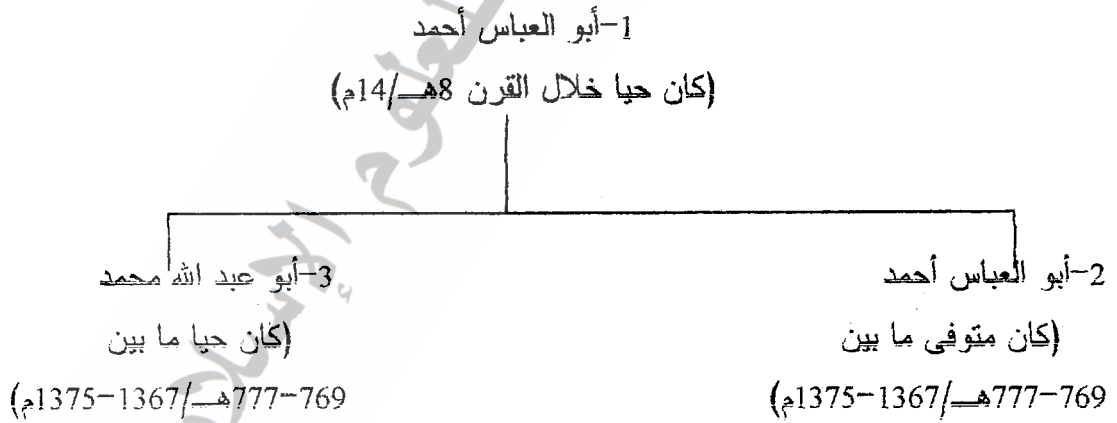 1-أبو العباس أحمد
(كان حيا خلال القرن 8هـ/14م)
2-أبو العباس أحمد
(كان متوفى ما بين
769-777هـ/1367-1375م)
3-أبو عبد الله محمد
(كان حيا ما بين
769-777هـ/1367-1375م)